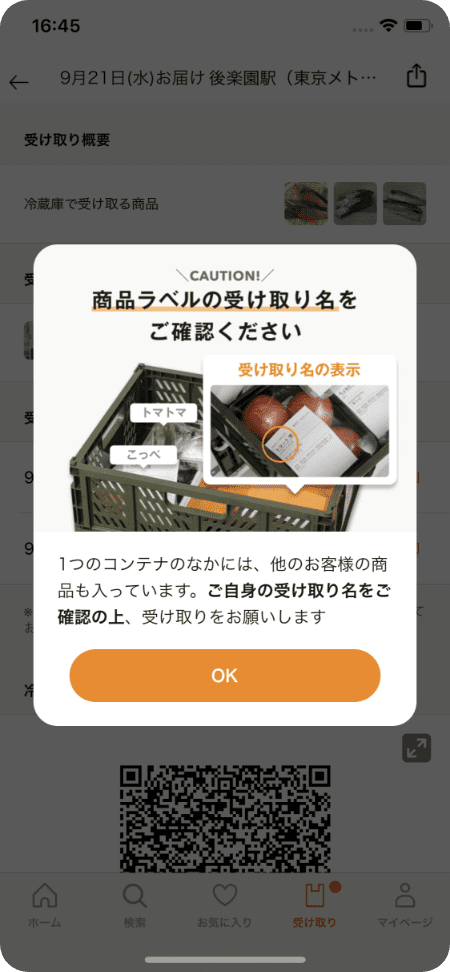 16:45
9月21日(水)お届け 後楽園駅（東京メト…
受け取り概要
冷蔵庫で受け取る商品
＼CAUTION!／
商品ラベルの受け取り名を
ご確認ください
受け取り名の表示
トマトマ
こっぺ
1つのコンテナのなかには、他のお客様の商
品も入っています。ご自身の受け取り名をご
確認の上、受け取りをお願いします
OK
ホーム
検索
お気に入り
受け取り
マイページ